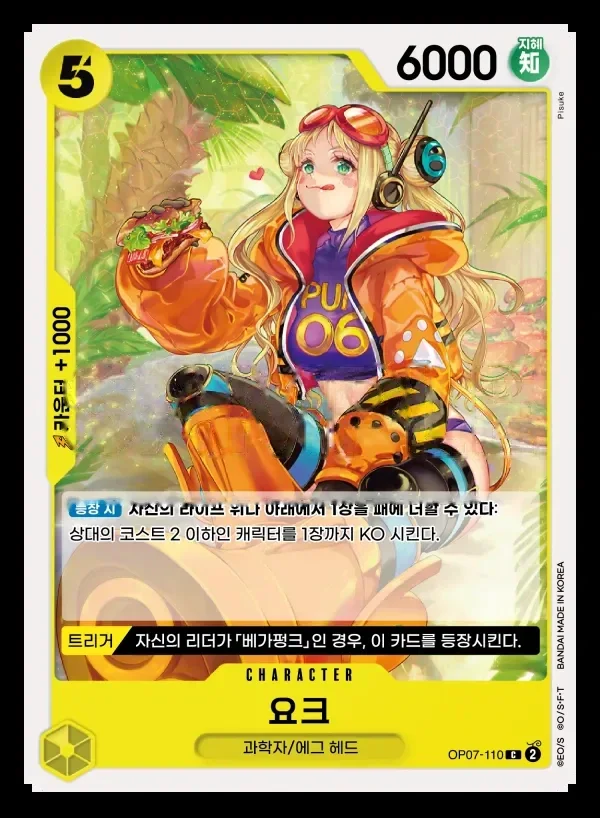 5
6000
지혜
知
Pisuke
6
PUN
06
카운터 +1000
등장 시 자신의 라이프 위나 아래에서 1장을 패에 더할 수 있다:
상대의 코스트 2 이하인 캐릭터를 1장까지 KO 시킨다.
트리거 자신의 리더가 「베가펑크」인 경우, 이 카드를 등장시킨다.
CHARACTER
요크
과학자/에그 헤드
OP07-110 C 2
©EO/S ©O/S·F·T BANDAI MADE IN KOREA